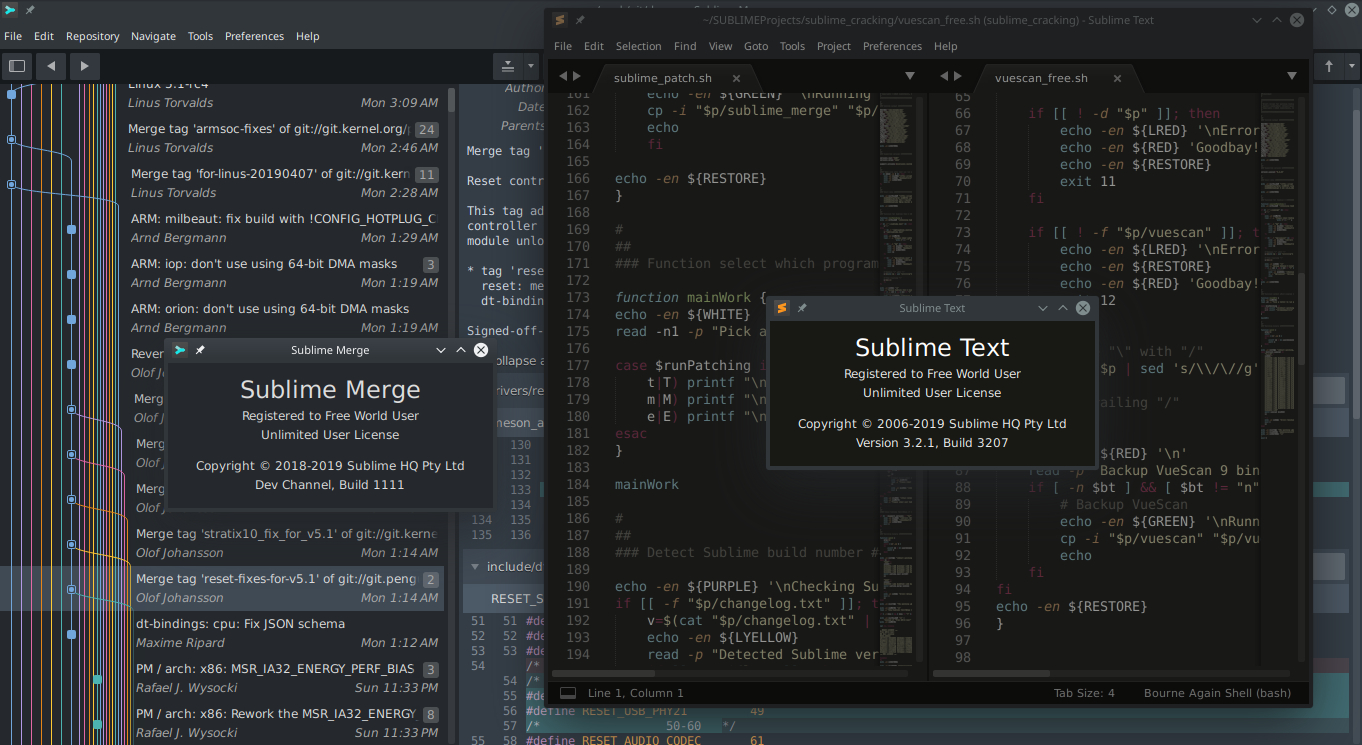 File Edit Repository Navigate Tools Preferences Help
Linux 5.1-rc4
Linus Torvalds Mon 3:09 AM
Merge tag 'armsoc-fixes' of git://git.kernel.org/ 24
Linus Torvalds Mon 2:46 AM
Merge tag 'for-linus-20190407' of git://git.kern 11
Linus Torvalds Mon 2:28 AM
ARM: milbeaut: fix build with !CONFIG_HOTPLUG_C
Arnd Bergmann Mon 1:29 AM
ARM: iop: don't use using 64-bit DMA masks 3
Arnd Bergmann Mon 1:19 AM
ARM: orion: don't use using 64-bit DMA masks
Arnd Bergmann Mon 1:19 AM
Rever
Olof J
Merg
Olof J
Merg
Olof J
Merg
Olof J
Merge tag 'stratix10_fix_for_v5.1' of git://git.kerne
Olof Johansson Mon 1:14 AM
Merge tag 'reset-fixes-for-v5.1' of git://git.peng 2
Olof Johansson Mon 1:14 AM
dt-bindings: cpu: Fix JSON schema
Maxime Ripard Mon 1:12 AM
PM / arch: x86: MSR_IA32_ENERGY_PERF_BIAS 3
Rafael J. Wysocki Sun 11:33 PM
PM / arch: x86: Rework the MSR_IA32_ENERGY_ 8
Rafael J. Wysocki Sun 11:33 PM
Autho
Date
Parents
Merge tag '
Reset contr
This tag ad
controller
module unlo
* tag 'rese
reset: me
dt-bindin
Signed-off-
ollapse a
rivers/re
neson_a
130
131
132
133
134 135
135 136
include/d
RESET_S
51 51 #de
52 52 #de
53 53 #de
54 /*
54 /*
55 #de
56 #define RESET_USB_PHY21 49
57 /* 50-60 */
55 58 #define RESET_AUDIO_CODEC 61
Sublime Merge
Sublime Merge
Registered to Free World User
Unlimited User License
Copyright © 2018-2019 Sublime HQ Pty Ltd
Dev Channel, Build 1111
~/SUBLIMEProjects/sublime_cracking/vuescan_free.sh (sublime_cracking) - Sublime Text
File Edit Selection Find View Goto Tools Project Preferences Help
sublime_patch.sh
161 echo -en ${GREEN} '\nRunning
162 cp -i "$p/sublime_merge" "$p/
163 echo
164 fi
166 echo -en ${RESTORE}
167 }
168
169 #
170 ##
171 ### Function select which program
172
173 function mainWork {
174 echo -en ${WHITE}
175 read -n1 -p "Pick a
176
177 case $runPatching i
178 t|T) printf "\n
179 m|M) printf "\n
180 e|E) printf "\n
181 esac
182 }
183
184 mainWork
185
186 #
187 ##
188 ### Detect Sublime build number #
189
190 echo -en ${PURPLE} '\nChecking Su
191 if [[ -f "$p/changelog.txt" ]]; t
192 v=$(cat "$p/changelog.txt" |
193 echo -en ${LYELLOW}
194 read -p "Detected Sublime ver
vuescan_free.sh
65
66 if [[ ! -d "$p" ]]; then
67 echo -en ${LRED} '\nError
68 echo -en ${RED} 'Goodbay!
69 echo -en ${RESTORE}
70 exit 11
71 fi
72
73 if [[ ! -f "$p/vuescan" ]]; t
74 echo -en ${LRED} '\nError
75 echo -en ${RESTORE}
76 echo -en ${RED} 'Goodbay!
12
"\" with "/"
$p | sed 's/\\/\//g'
ailing "/"
${RED} '\n'
87 read -p "Backup VueScan 9 bin
88 if [ -n $bt ] && [ $bt != "n"
89 # Backup VueScan
90 echo -en ${GREEN} '\nRunn
91 cp -i "$p/vuescan" "$p/vu
92 echo
93 fi
94 fi
95 echo -en ${RESTORE}
96 }
97
98
Sublime Text
Sublime Text
Registered to Free World User
Unlimited User License
Copyright © 2006-2019 Sublime HQ Pty Ltd
Version 3.2.1, Build 3207
Line 1, Column 1 Tab Size: 4 Bourne Again Shell (bash)